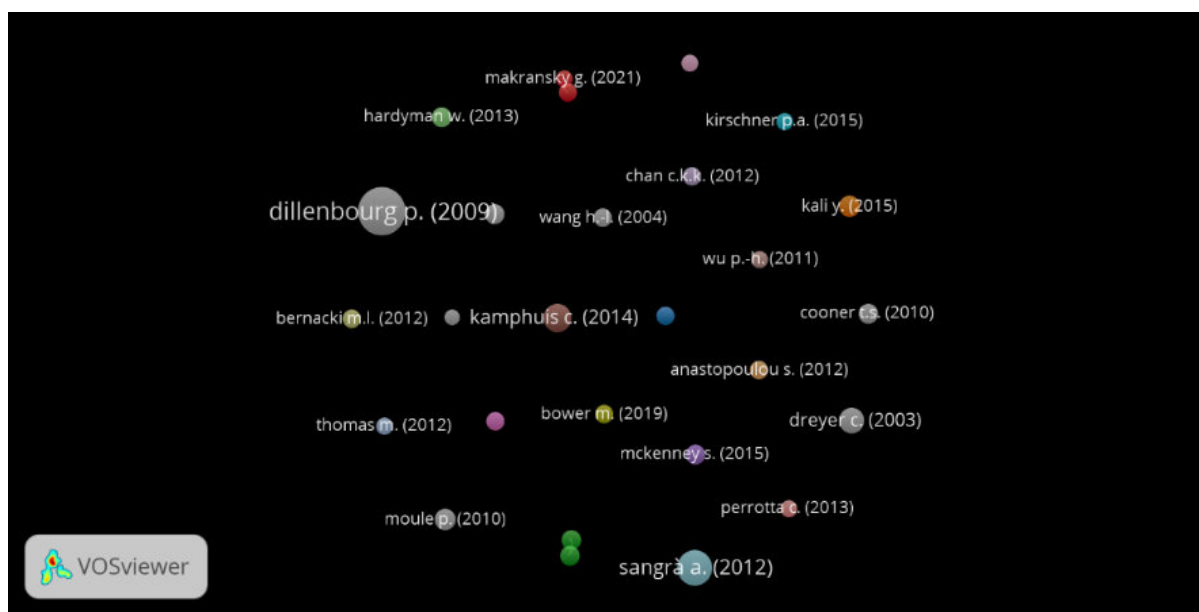 makransky g. (2021)
hardyman w. (2013)
kirschner p.a. (2015)
chan c.k.k. (2012)
dillenbourg p. (2009)
wang h.-i. (2004)
kali y. (2015)
wu p.-h. (2011)
bernacki m.l. (2012)
kamphuis c. (2014)
cooner t.s. (2010)
anastopoulou s. (2012)
thomas m. (2012)
bower m. (2019)
dreyer c. (2003)
mckenney s. (2015)
moule p. (2010)
perrotta c. (2013)
sangrà a. (2012)
VOSviewer